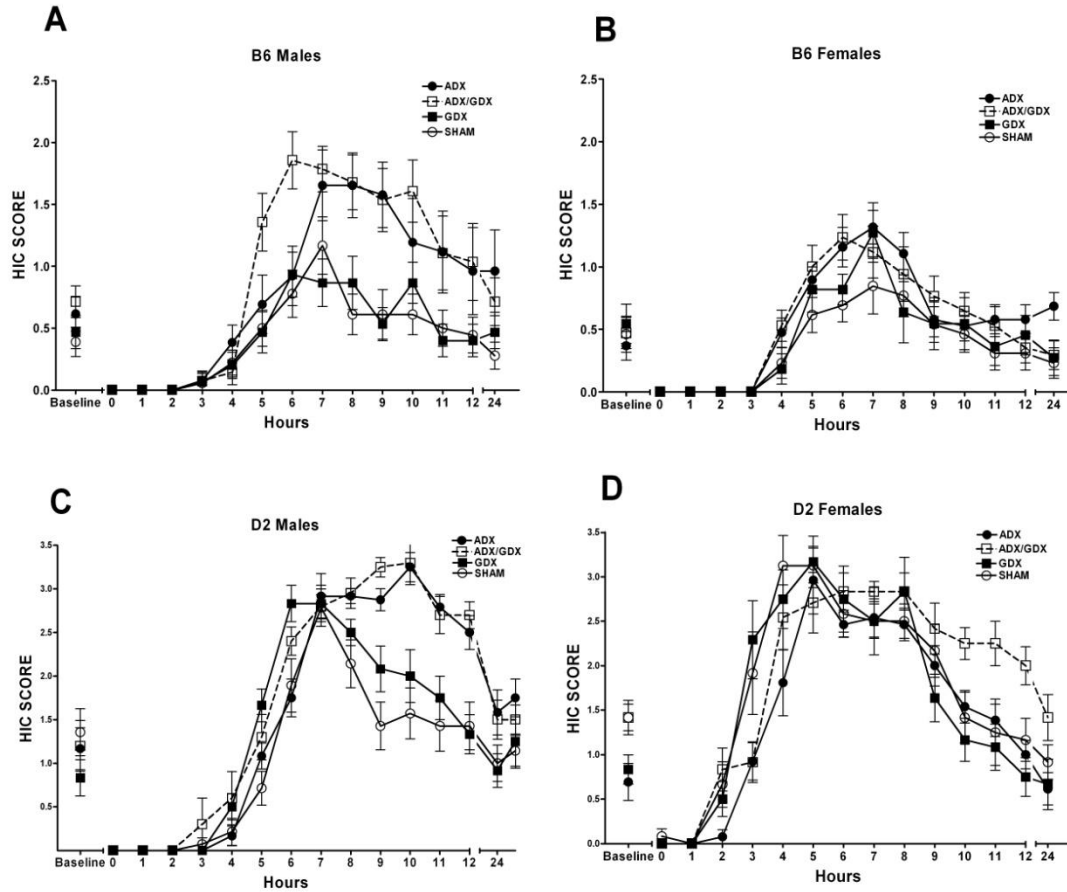 A
B6 Males
ADX
ADX/GDX
GDX
SHAM
HIC SCORE
2.5
2.0
1.5
1.0
0.5
0.0
Baseline 0 1 2 3 4 5 6 7 8 9 10 11 12 24
Hours
B
B6 Females
ADX
ADX/GDX
GDX
SHAM
HIC SCORE
2.5
2.0
1.5
1.0
0.5
0.0
Baseline 0 1 2 3 4 5 6 7 8 9 10 11 12 24
Hours
C
D2 Males
ADX
ADX/GDX
GDX
SHAM
HIC SCORE
3.5
3.0
2.5
2.0
1.5
1.0
0.5
Baseline 0 1 2 3 4 5 6 7 8 9 10 11 12 24
Hours
D
D2 Females
ADX
ADX/GDX
GDX
SHAM
HIC SCORE
3.5
3.0
2.5
2.0
1.5
1.0
0.5
0.0
Baseline 0 1 2 3 4 5 6 7 8 9 10 11 12 24
Hours